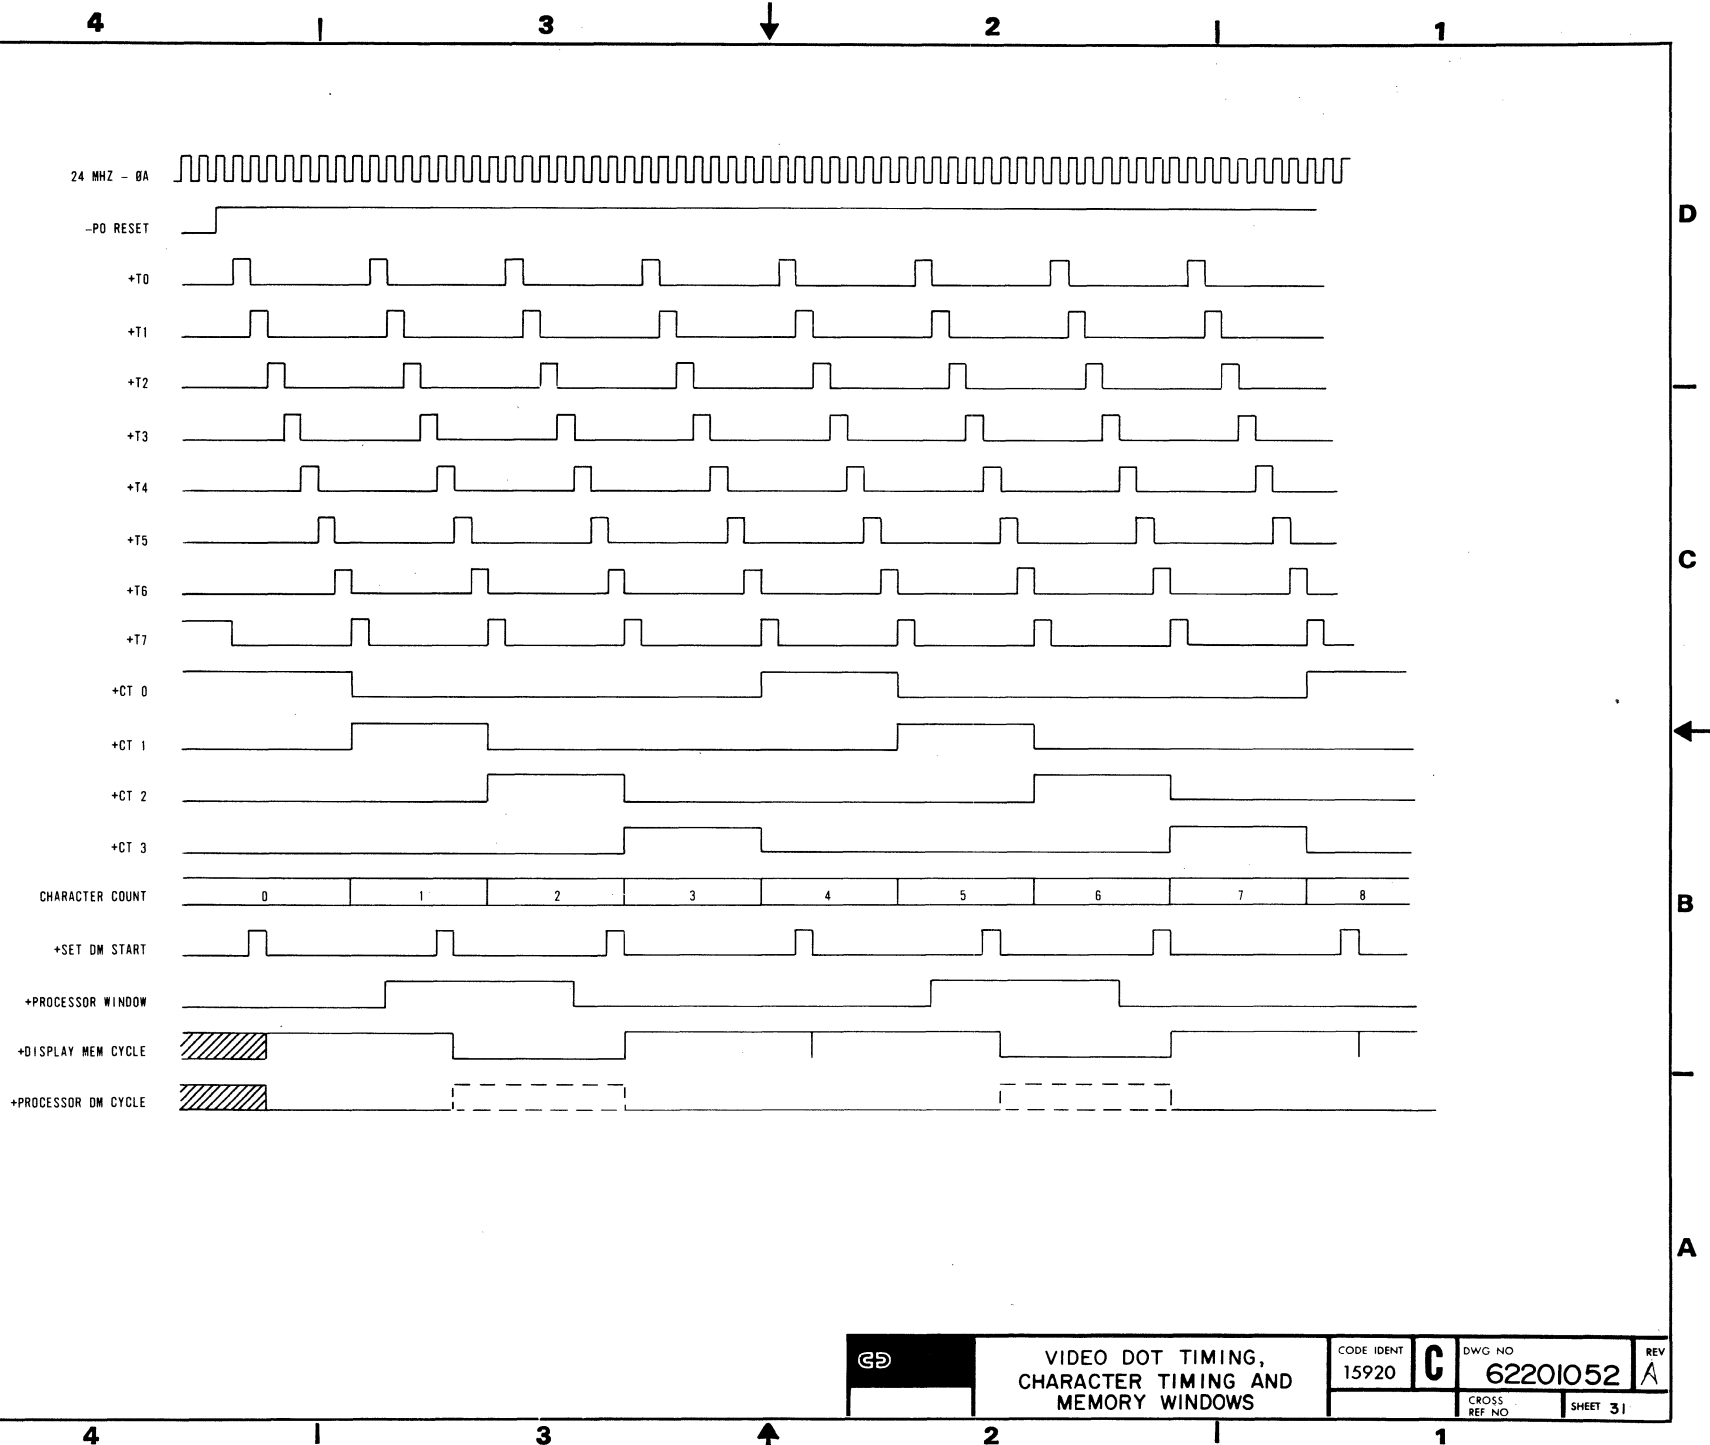 4 3 2 1
24 MHZ - ØA
-PO RESET
D
+T0
+T1
+T2
+T3
+T4
+T5
C
+T6
+T7
+CT 0
+CT 1
+CT 2
+CT 3
CHARACTER COUNT 0 1 2 3 4 5 6 7 8
B
+SET DM START
+PROCESSOR WINDOW
+DISPLAY MEM CYCLE
+PROCESSOR DM CYCLE
A
VIDEO DOT TIMING,
CHARACTER TIMING AND
MEMORY WINDOWS
CODE IDENT
15920
C
DWG NO
62201052
REV
A
CROSS
REF NO
SHEET 31
4 3 2 1